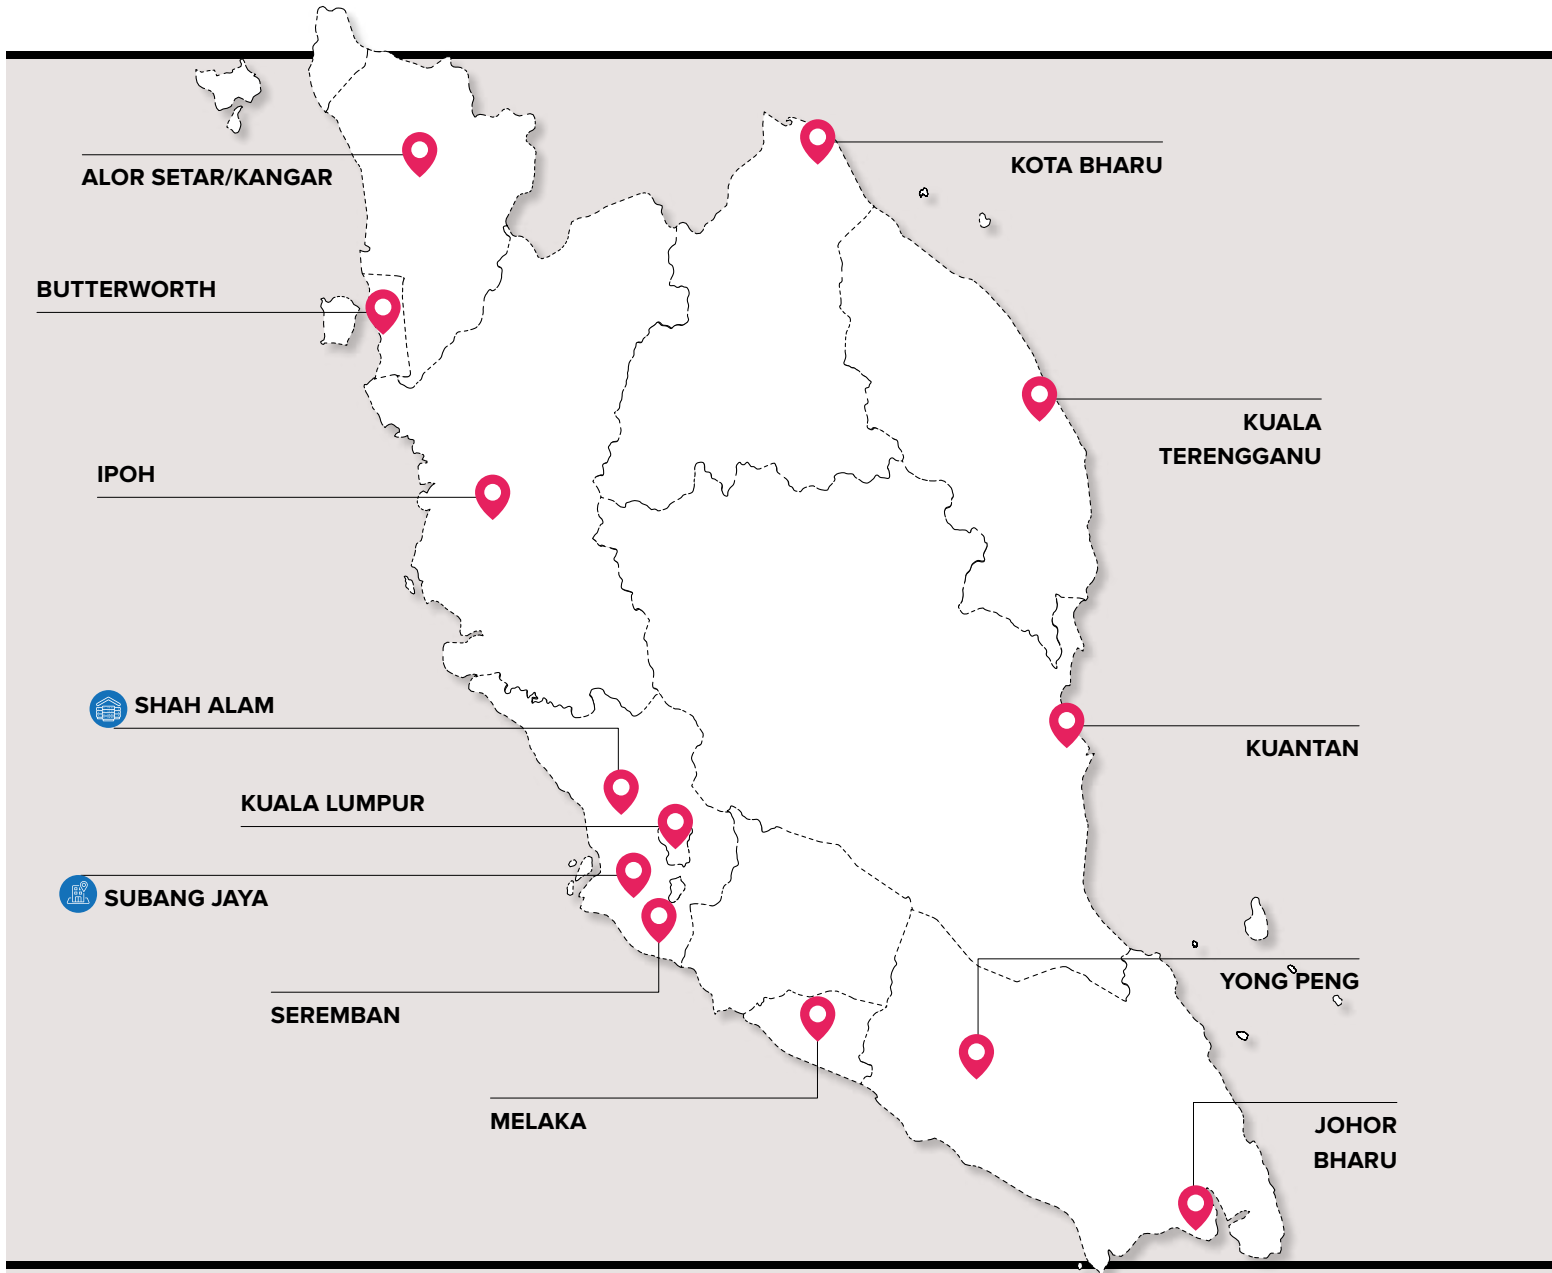 KOTA BHARU
ALOR SETAR/KANGAR
BUTTERWORTH
KUALA
TERENGGANU
IPOH
SHAH ALAM
KUANTAN
KUALA LUMPUR
SUBANG JAYA
YONG PENG
SEREMBAN
MELAKA
JOHOR
BHARU